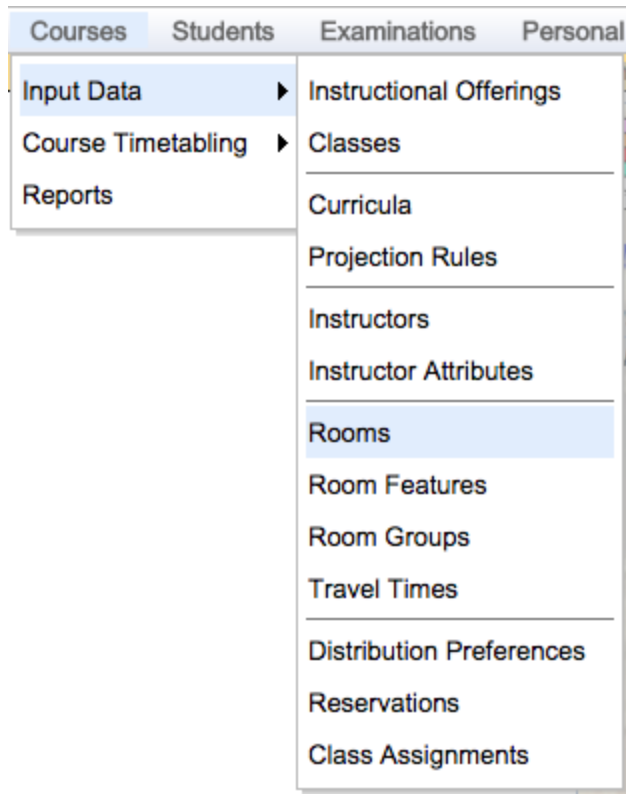 Courses Students Examinations Personal
Input Data
Course Timetabling
Reports
Instructional Offerings
Classes
Curricula
Projection Rules
Instructors
Instructor Attributes
Rooms
Room Features
Room Groups
Travel Times
Distribution Preferences
Reservations
Class Assignments